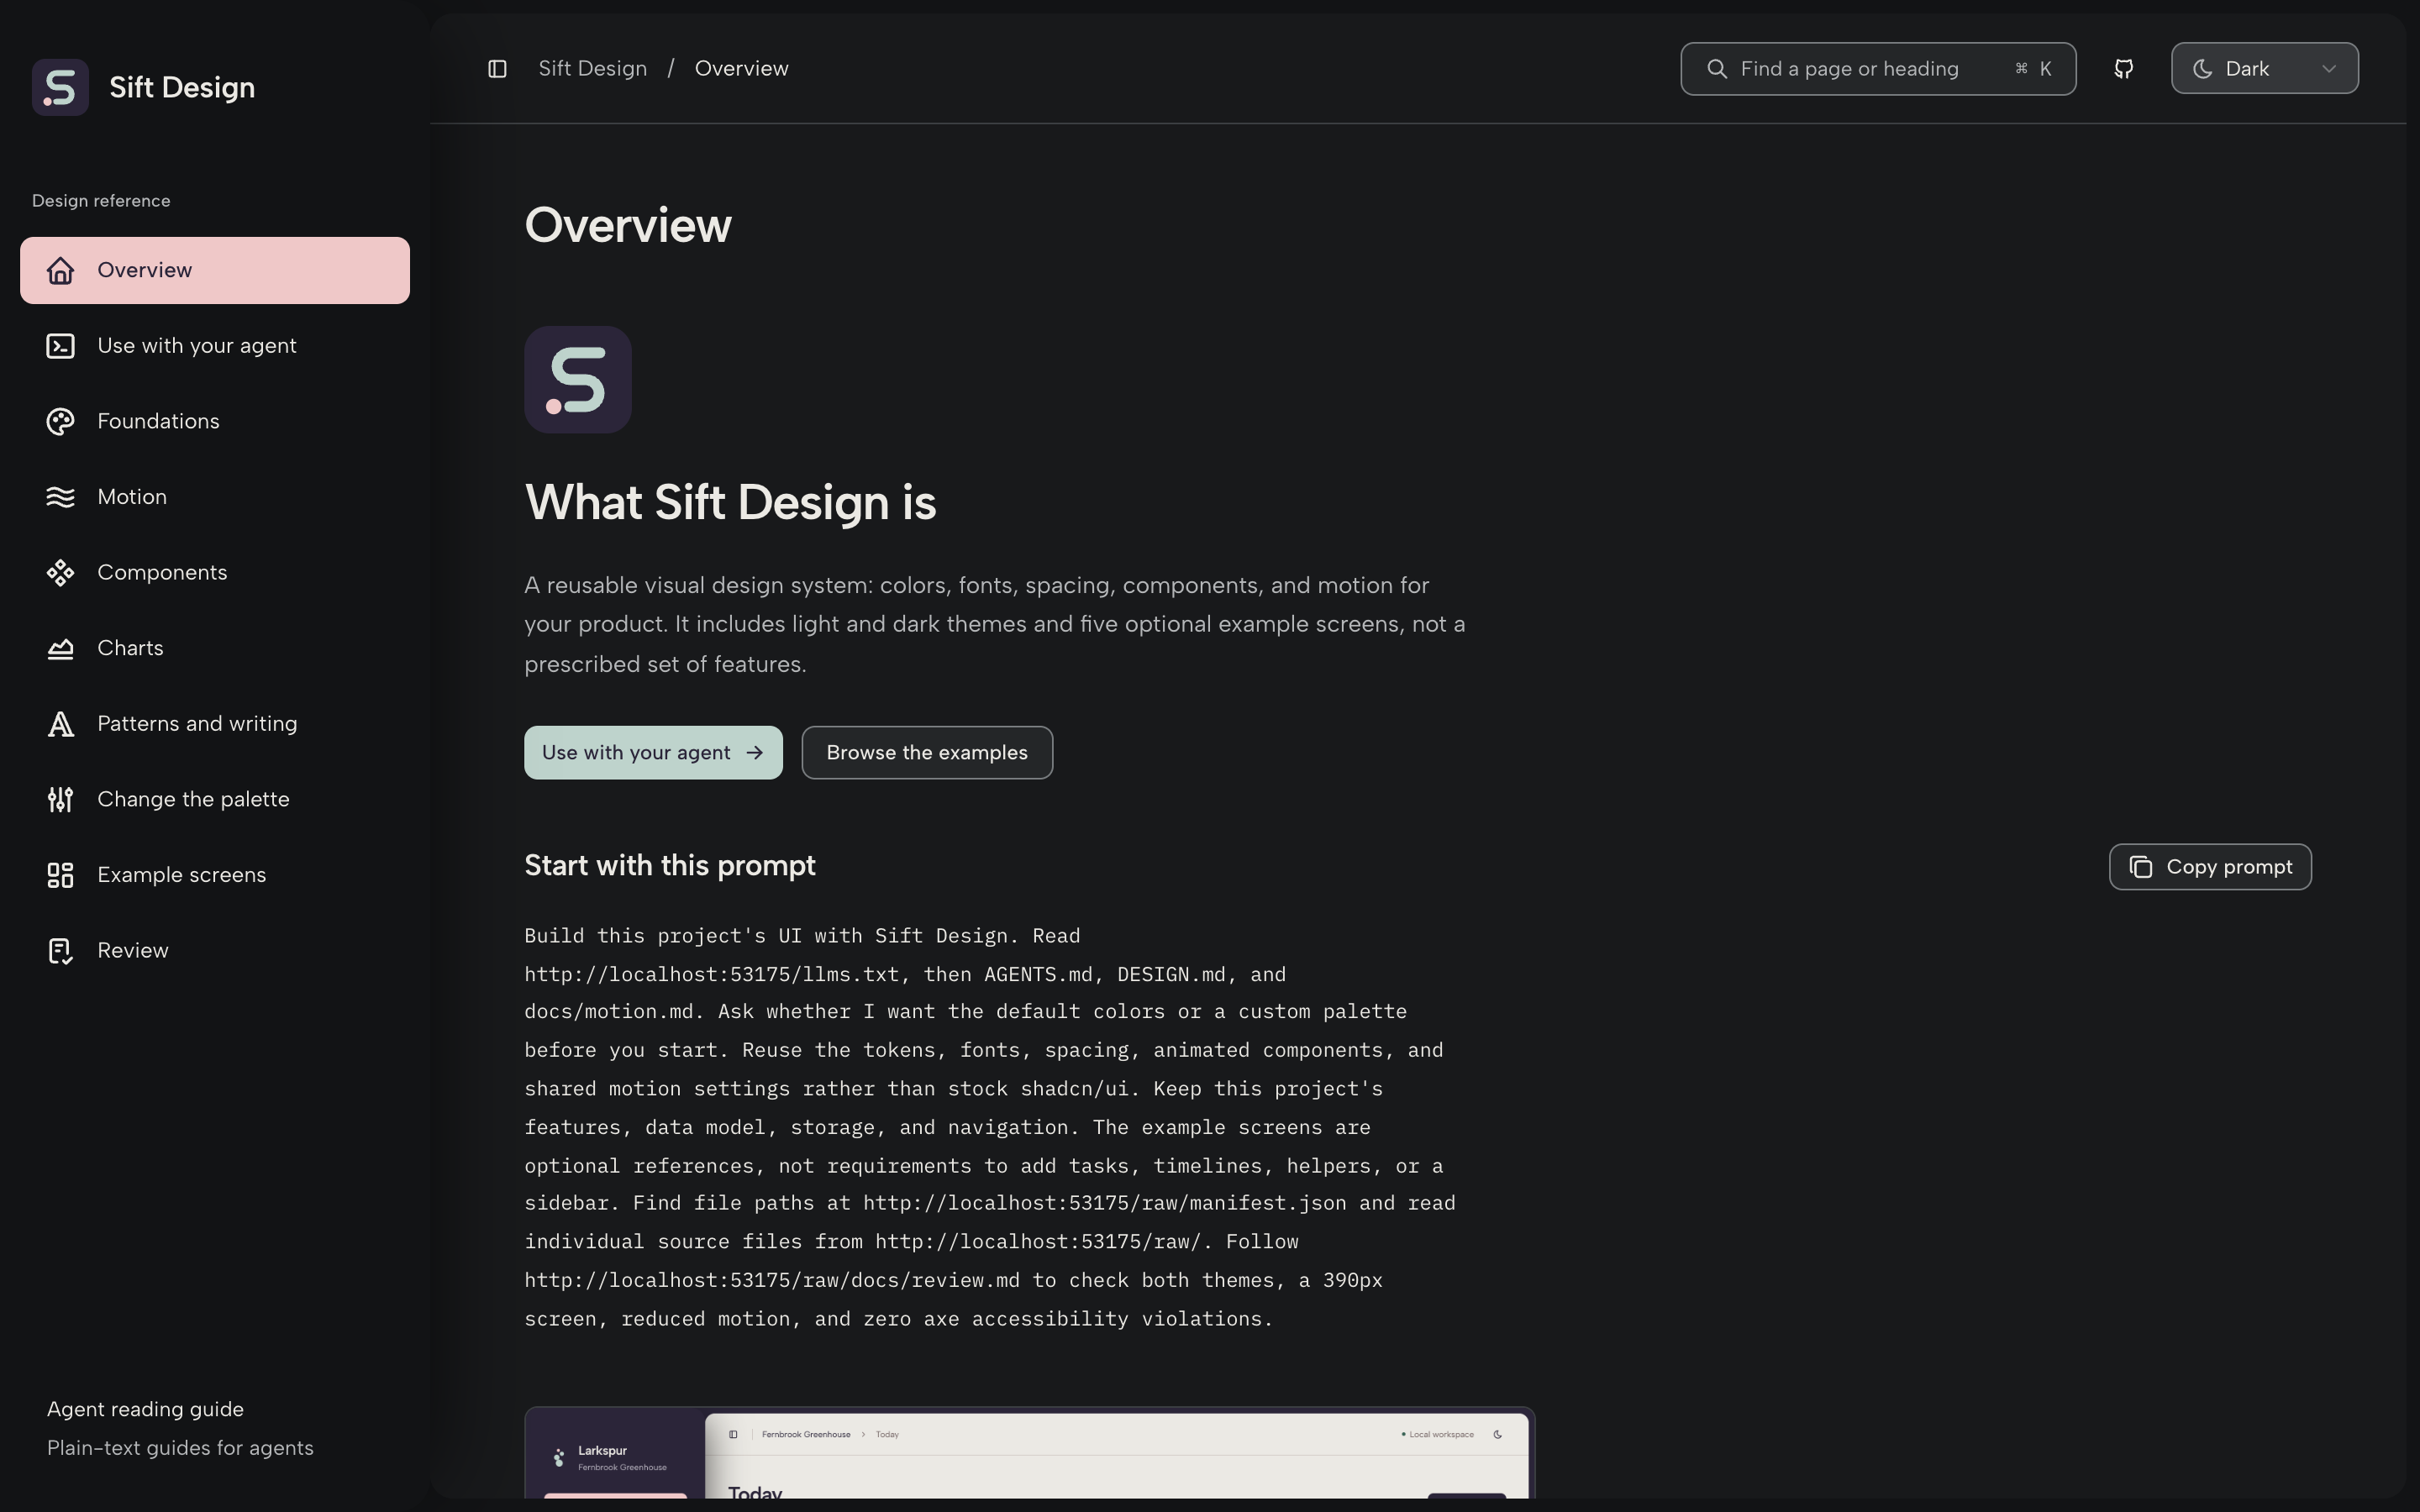 Sift Design
Design reference
Overview
Use with your agent
Foundations
Motion
Components
Charts
Patterns and writing
Change the palette
Example screens
Review
Agent reading guide
Plain-text guides for agents
Sift Design / Overview
Find a page or heading ⌘ K
Dark
Overview
What Sift Design is
A reusable visual design system: colors, fonts, spacing, components, and motion for
your product. It includes light and dark themes and five optional example screens, not a
prescribed set of features.
Use with your agent →
Browse the examples
Start with this prompt
Copy prompt
Build this project's UI with Sift Design. Read
http://localhost:53175/llms.txt, then AGENTS.md, DESIGN.md, and
docs/motion.md. Ask whether I want the default colors or a custom palette
before you start. Reuse the tokens, fonts, spacing, animated components, and
shared motion settings rather than stock shadcn/ui. Keep this project's
features, data model, storage, and navigation. The example screens are
optional references, not requirements to add tasks, timelines, helpers, or a
sidebar. Find file paths at http://localhost:53175/raw/manifest.json and read
individual source files from http://localhost:53175/raw/. Follow
http://localhost:53175/raw/docs/review.md to check both themes, a 390px
screen, reduced motion, and zero axe accessibility violations.
Larkspur
Fernbrook Greenhouse
Fernbrook Greenhouse › Today
Local workspace
Today